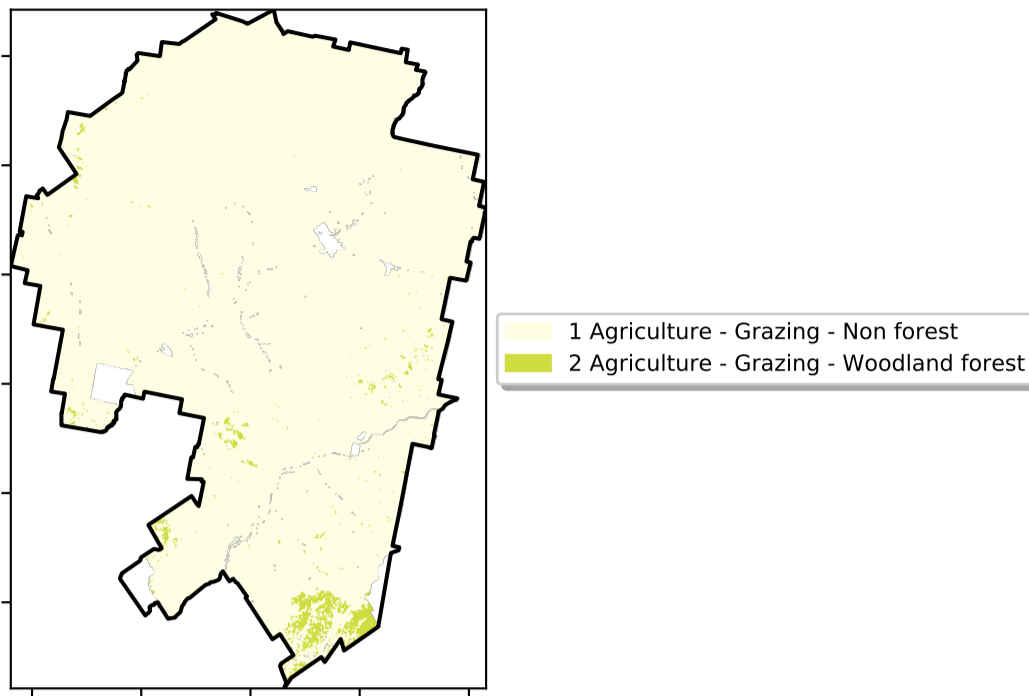 1 Agriculture - Grazing - Non forest
2 Agriculture - Grazing - Woodland forest